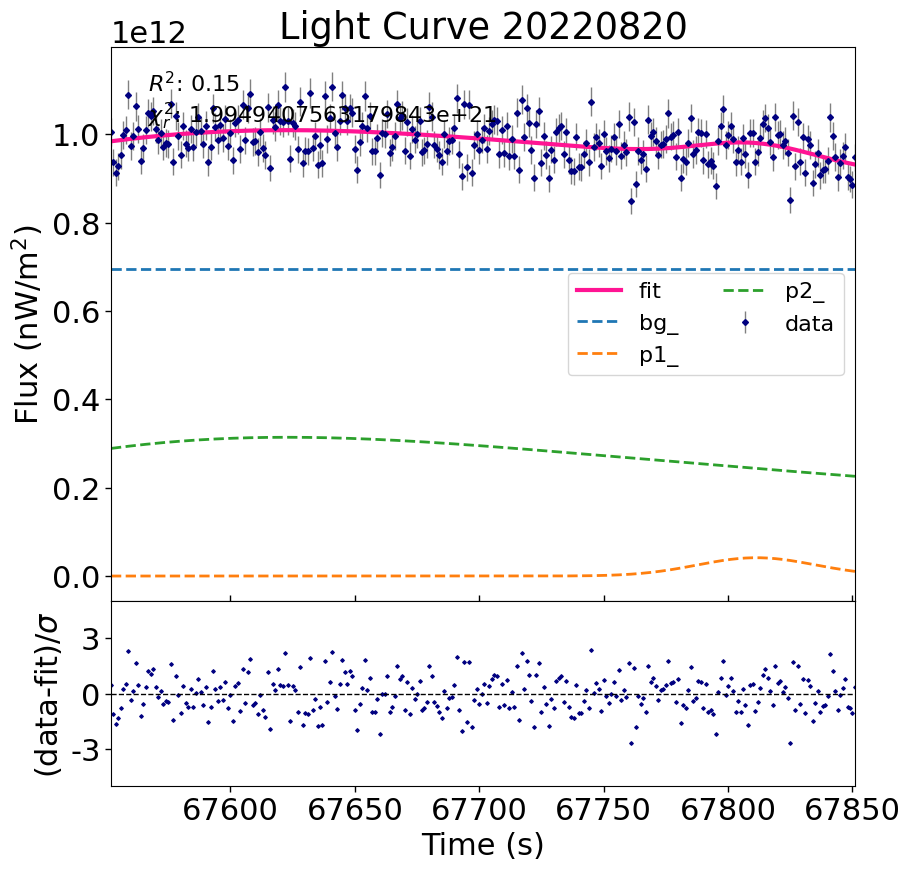 Light Curve 20220820
1e12
R²: 0.15
χ²ᵣ: 1.9949407563179843e+21
1.0
0.8
0.6
0.4
0.2
0.0
Flux (nW/m²)
fit
bg_
p1_
p2_
data
3
0
-3
(data-fit)/σ
67600 67650 67700 67750 67800 67850
Time (s)